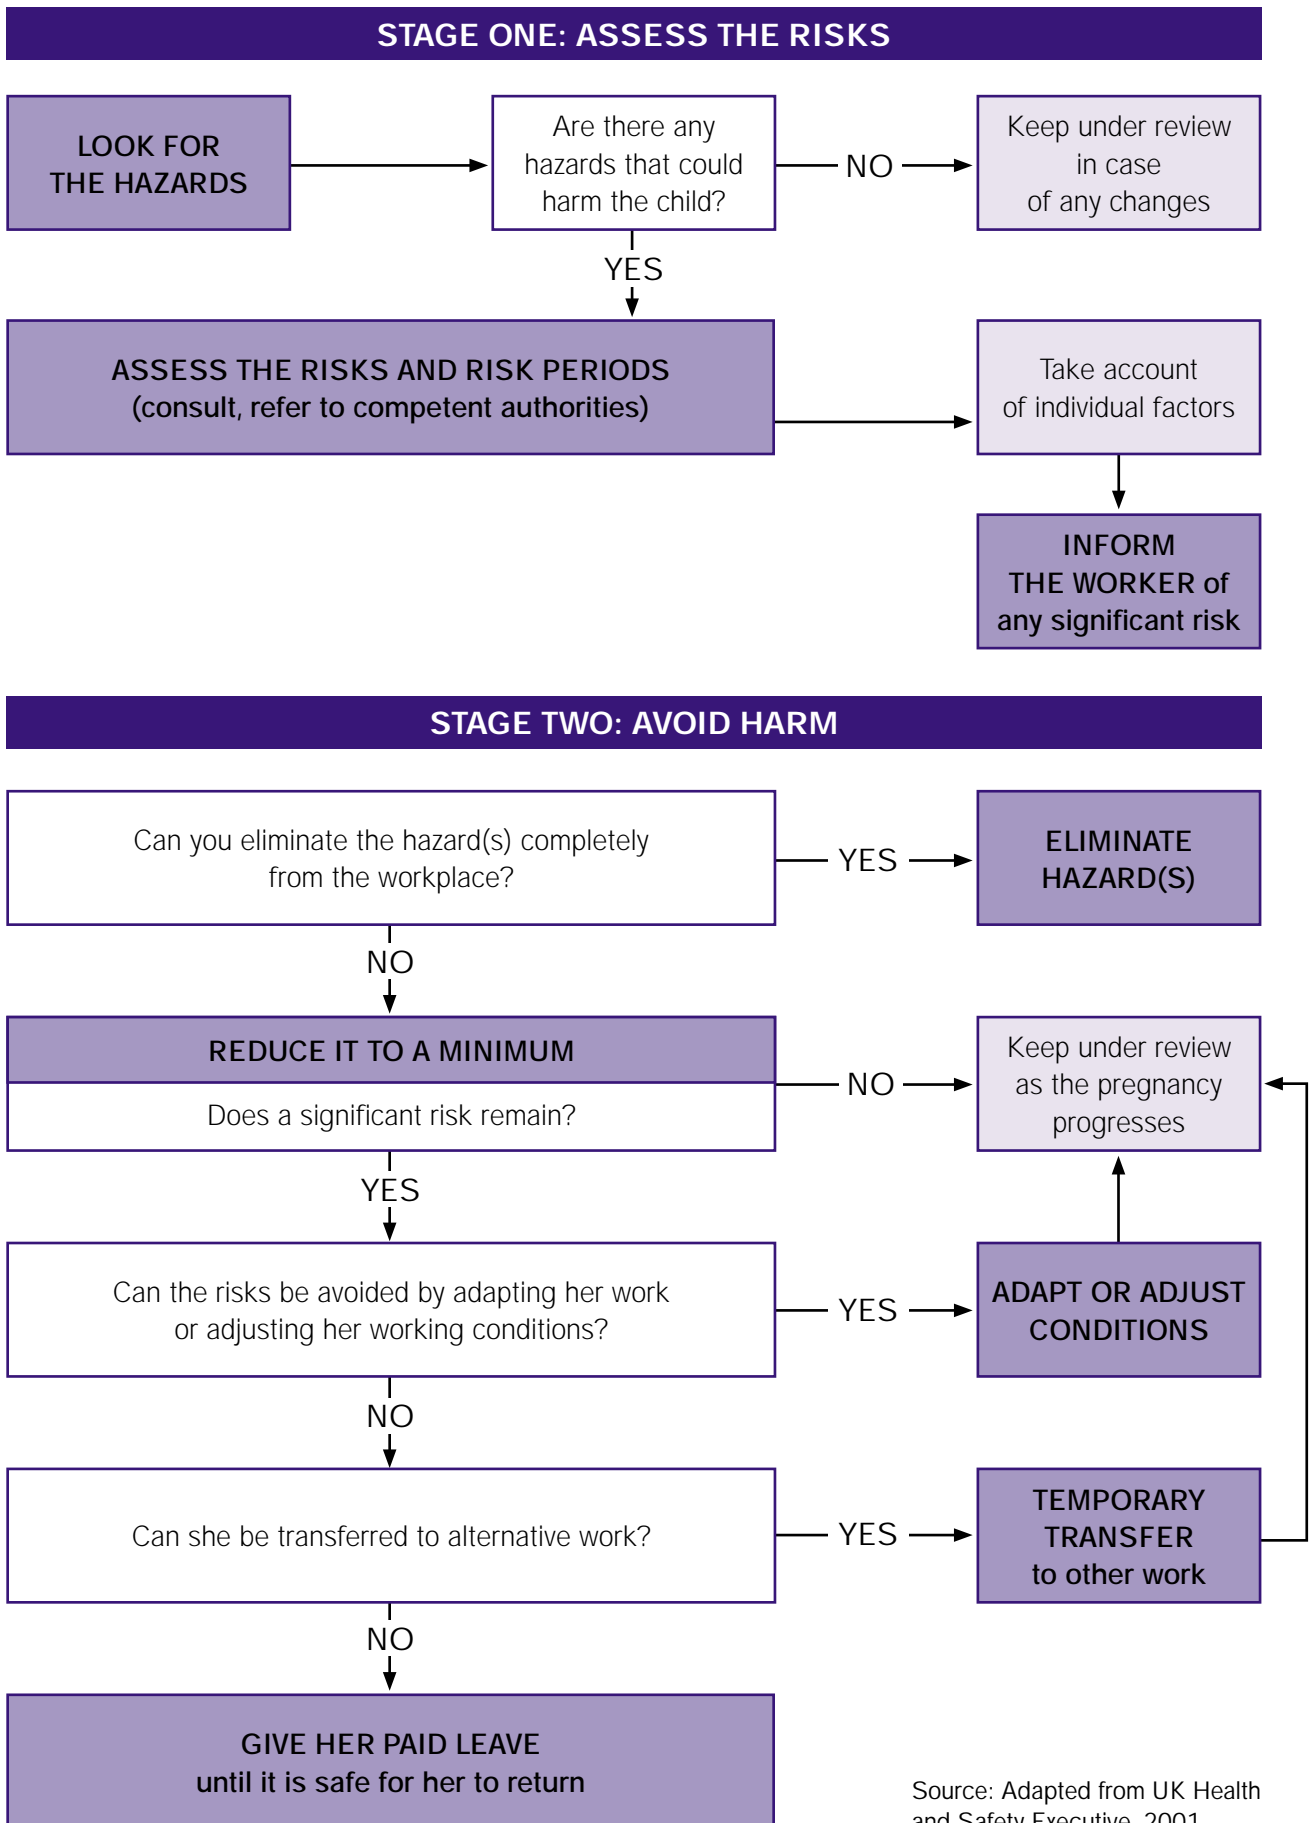 STAGE ONE: ASSESS THE RISKS
LOOK FOR
THE HAZARDS
Are there any
hazards that could
harm the child?
NO
Keep under review
in case
of any changes
YES
ASSESS THE RISKS AND RISK PERIODS
(consult, refer to competent authorities)
Take account
of individual factors
INFORM
THE WORKER of
any significant risk
STAGE TWO: AVOID HARM
Can you eliminate the hazard(s) completely
from the workplace?
YES
ELIMINATE
HAZARD(S)
NO
REDUCE IT TO A MINIMUM
Does a significant risk remain?
NO
Keep under review
as the pregnancy
progresses
YES
Can the risks be avoided by adapting her work
or adjusting her working conditions?
YES
ADAPT OR ADJUST
CONDITIONS
NO
Can she be transferred to alternative work?
YES
TEMPORARY
TRANSFER
to other work
NO
GIVE HER PAID LEAVE
until it is safe for her to return
Source: Adapted from UK Health
and Safety Executive, 2001